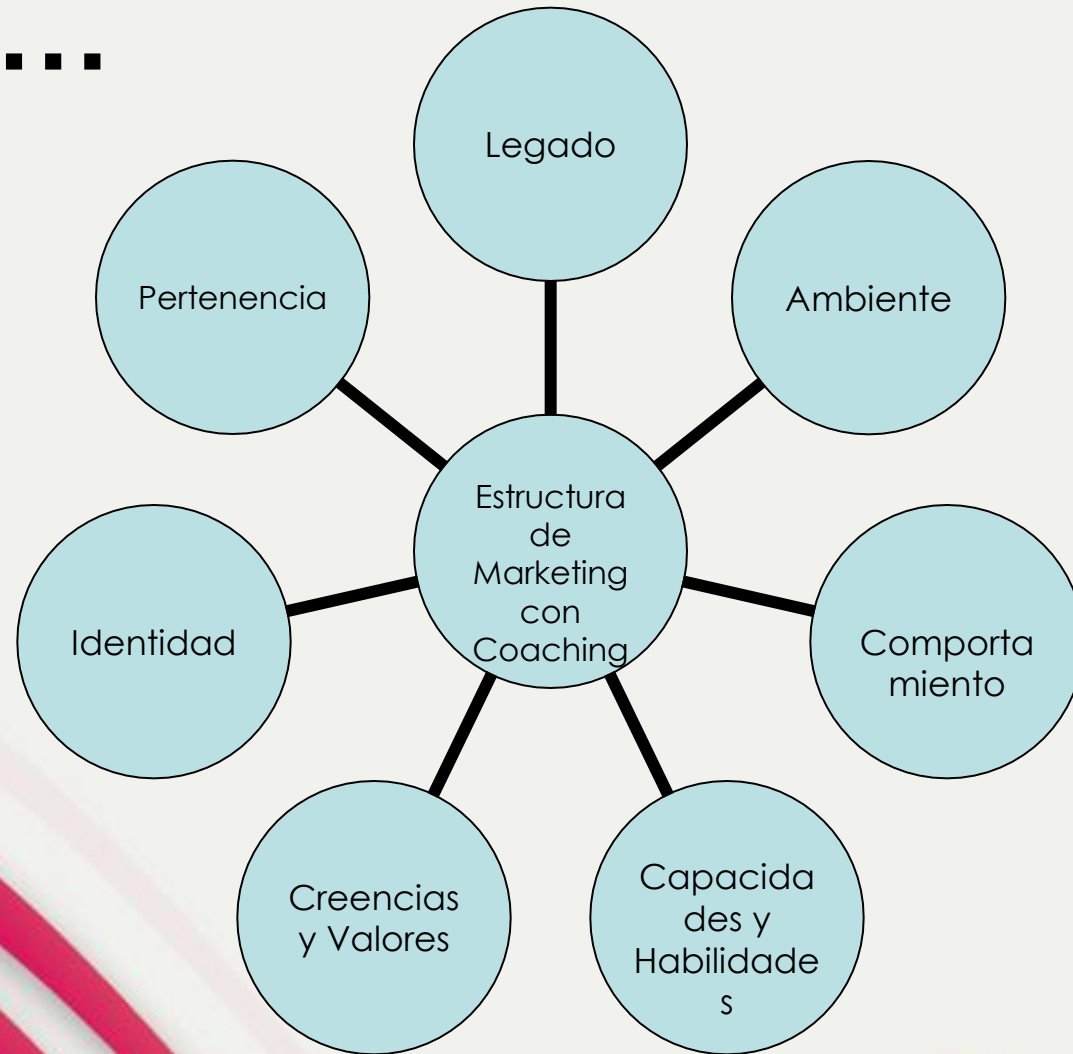 ...
Legado
Pertenencia
Ambiente
Estructura
de
Marketing
con
Coaching
Identidad
Comporta
miento
Creencias
y Valores
Capacida
des y
Habilidade
s